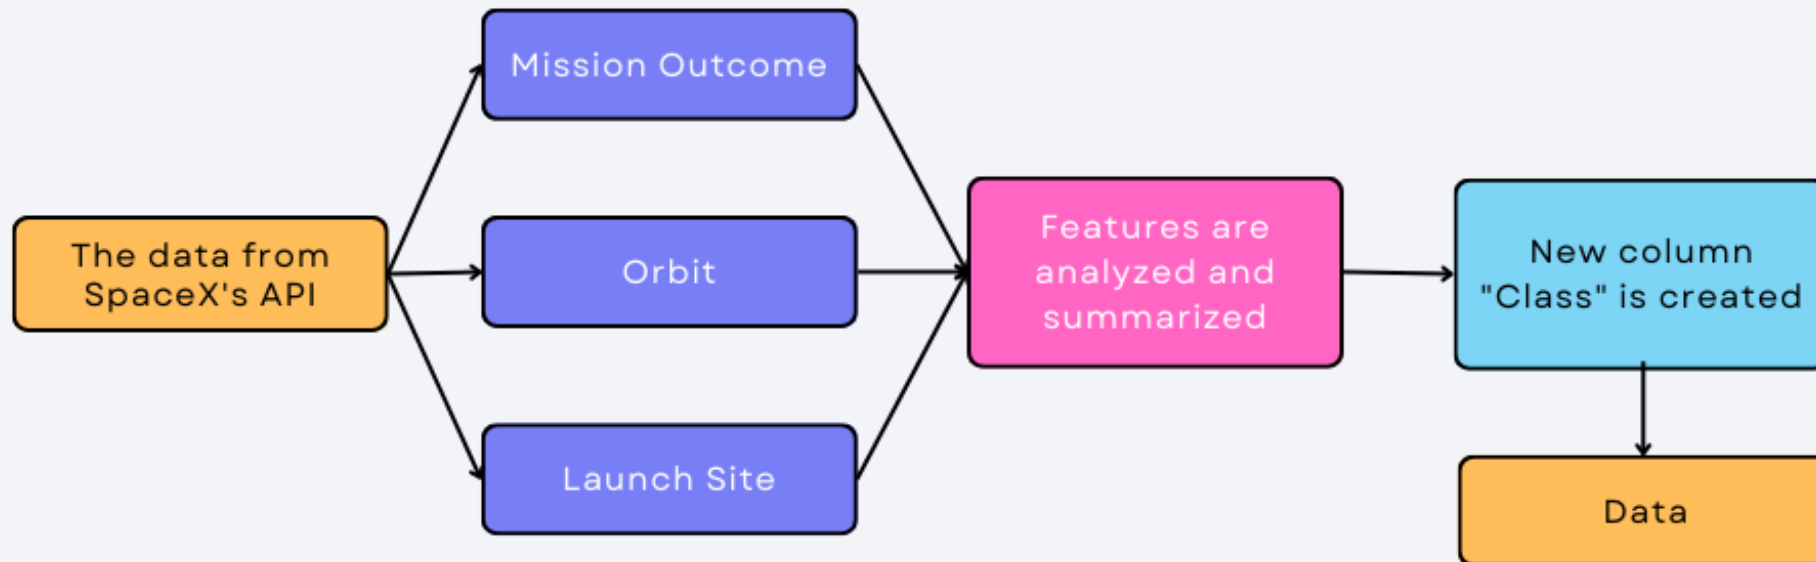 Mission Outcome
The data from
SpaceX's API
Orbit
Launch Site
Features are
analyzed and
summarized
New column
"Class" is created
Data